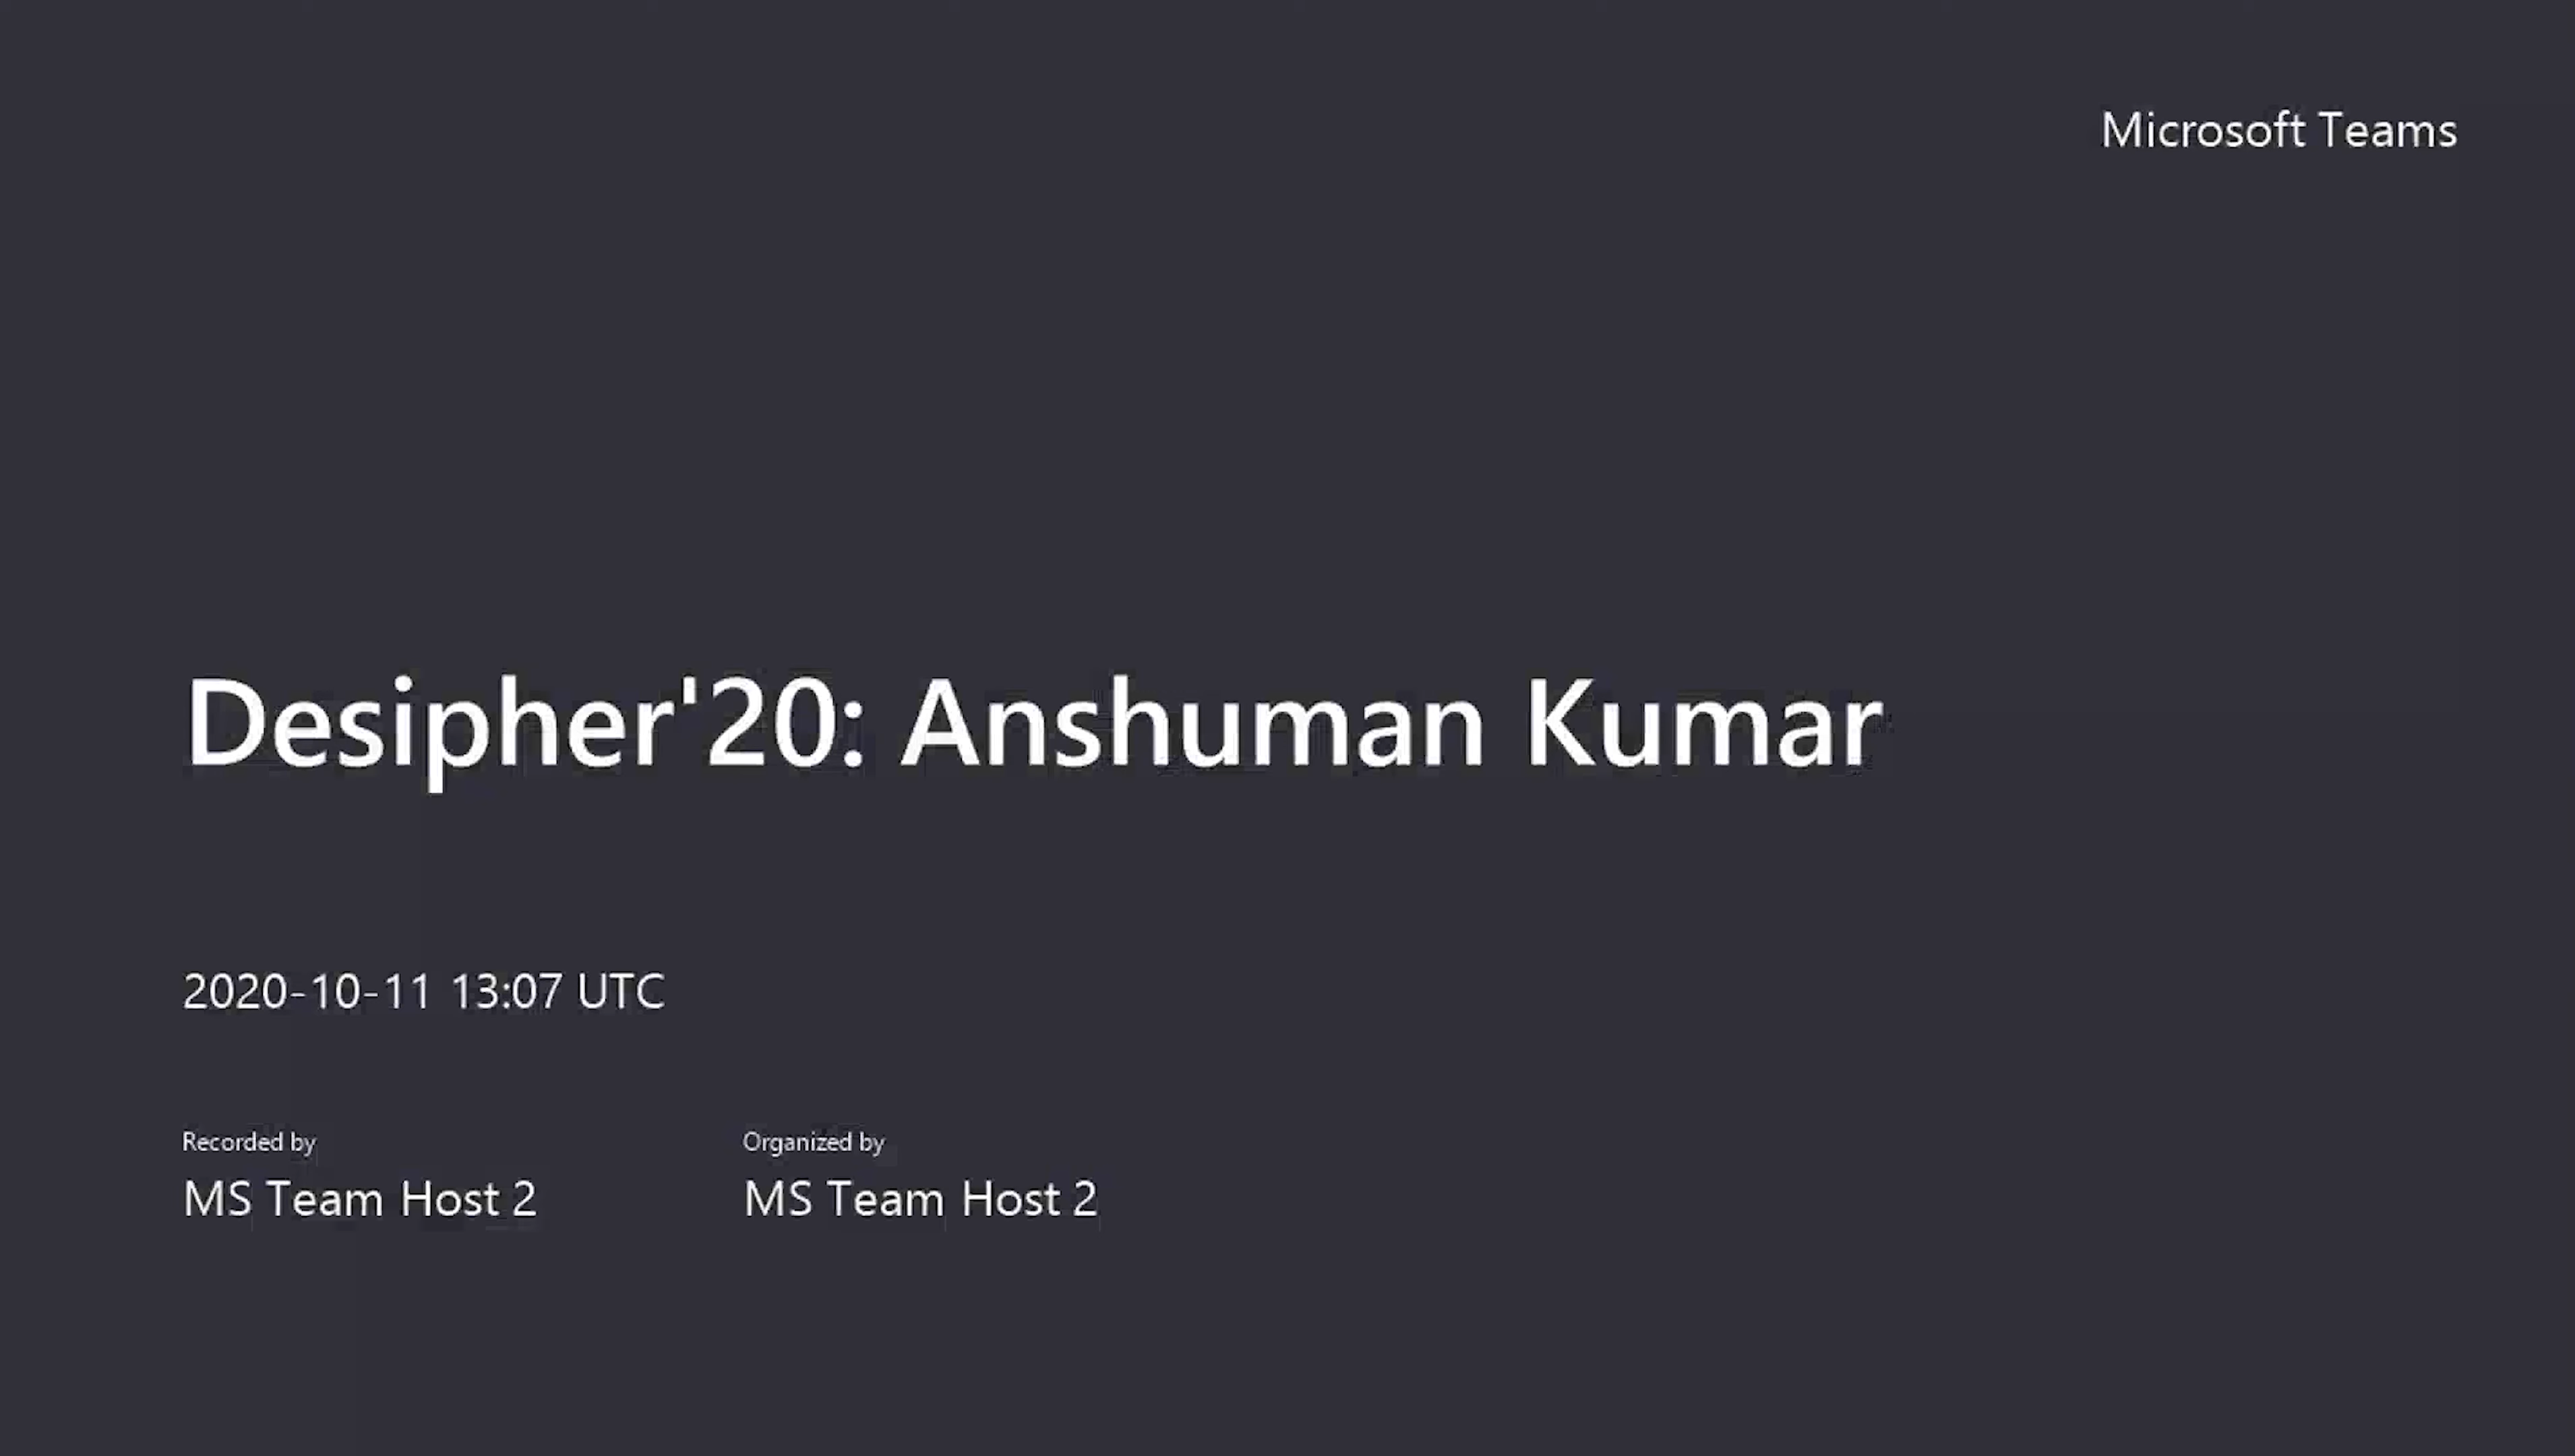 Microsoft Teams
Desipher'20: Anshuman Kumar
2020-10-11 13:07 UTC
Recorded by
MS Team Host 2
Organized by
MS Team Host 2